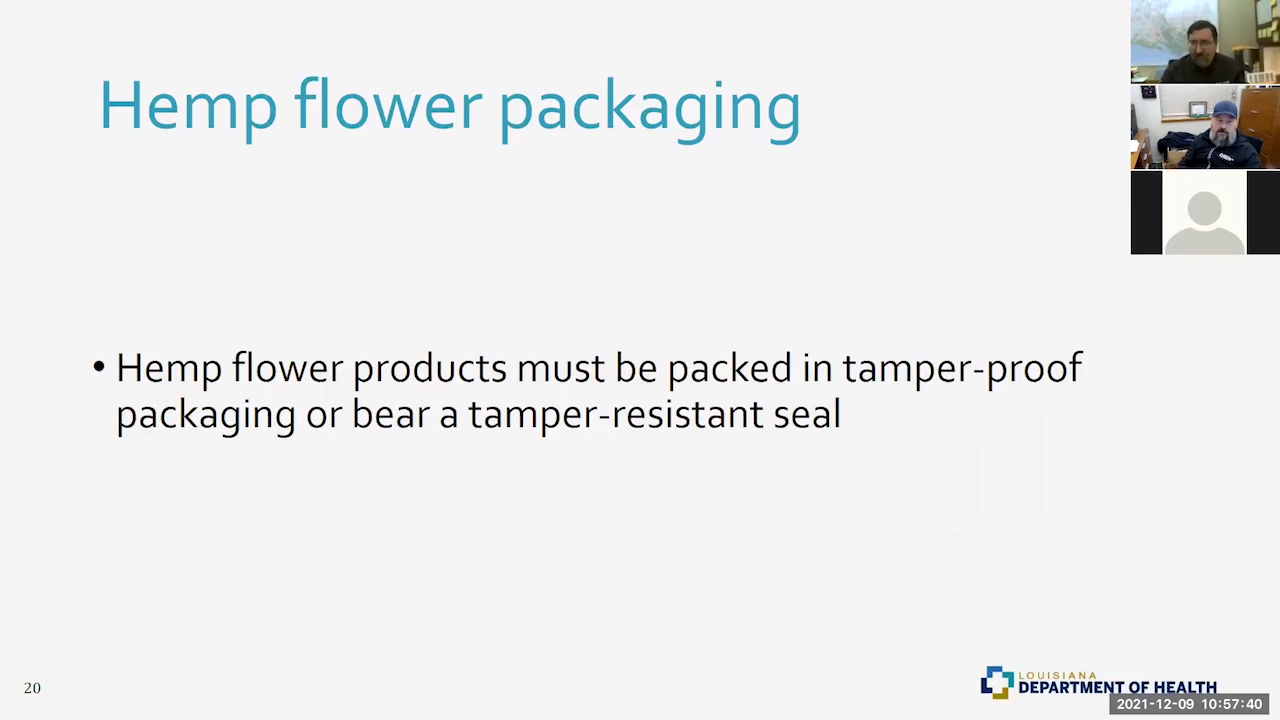 Hemp flower packaging
• Hemp flower products must be packed in tamper-proof
packaging or bear a tamper-resistant seal
20
LOUISIANA
DEPARTMENT OF HEALTH
2021-12-09 10:57:40